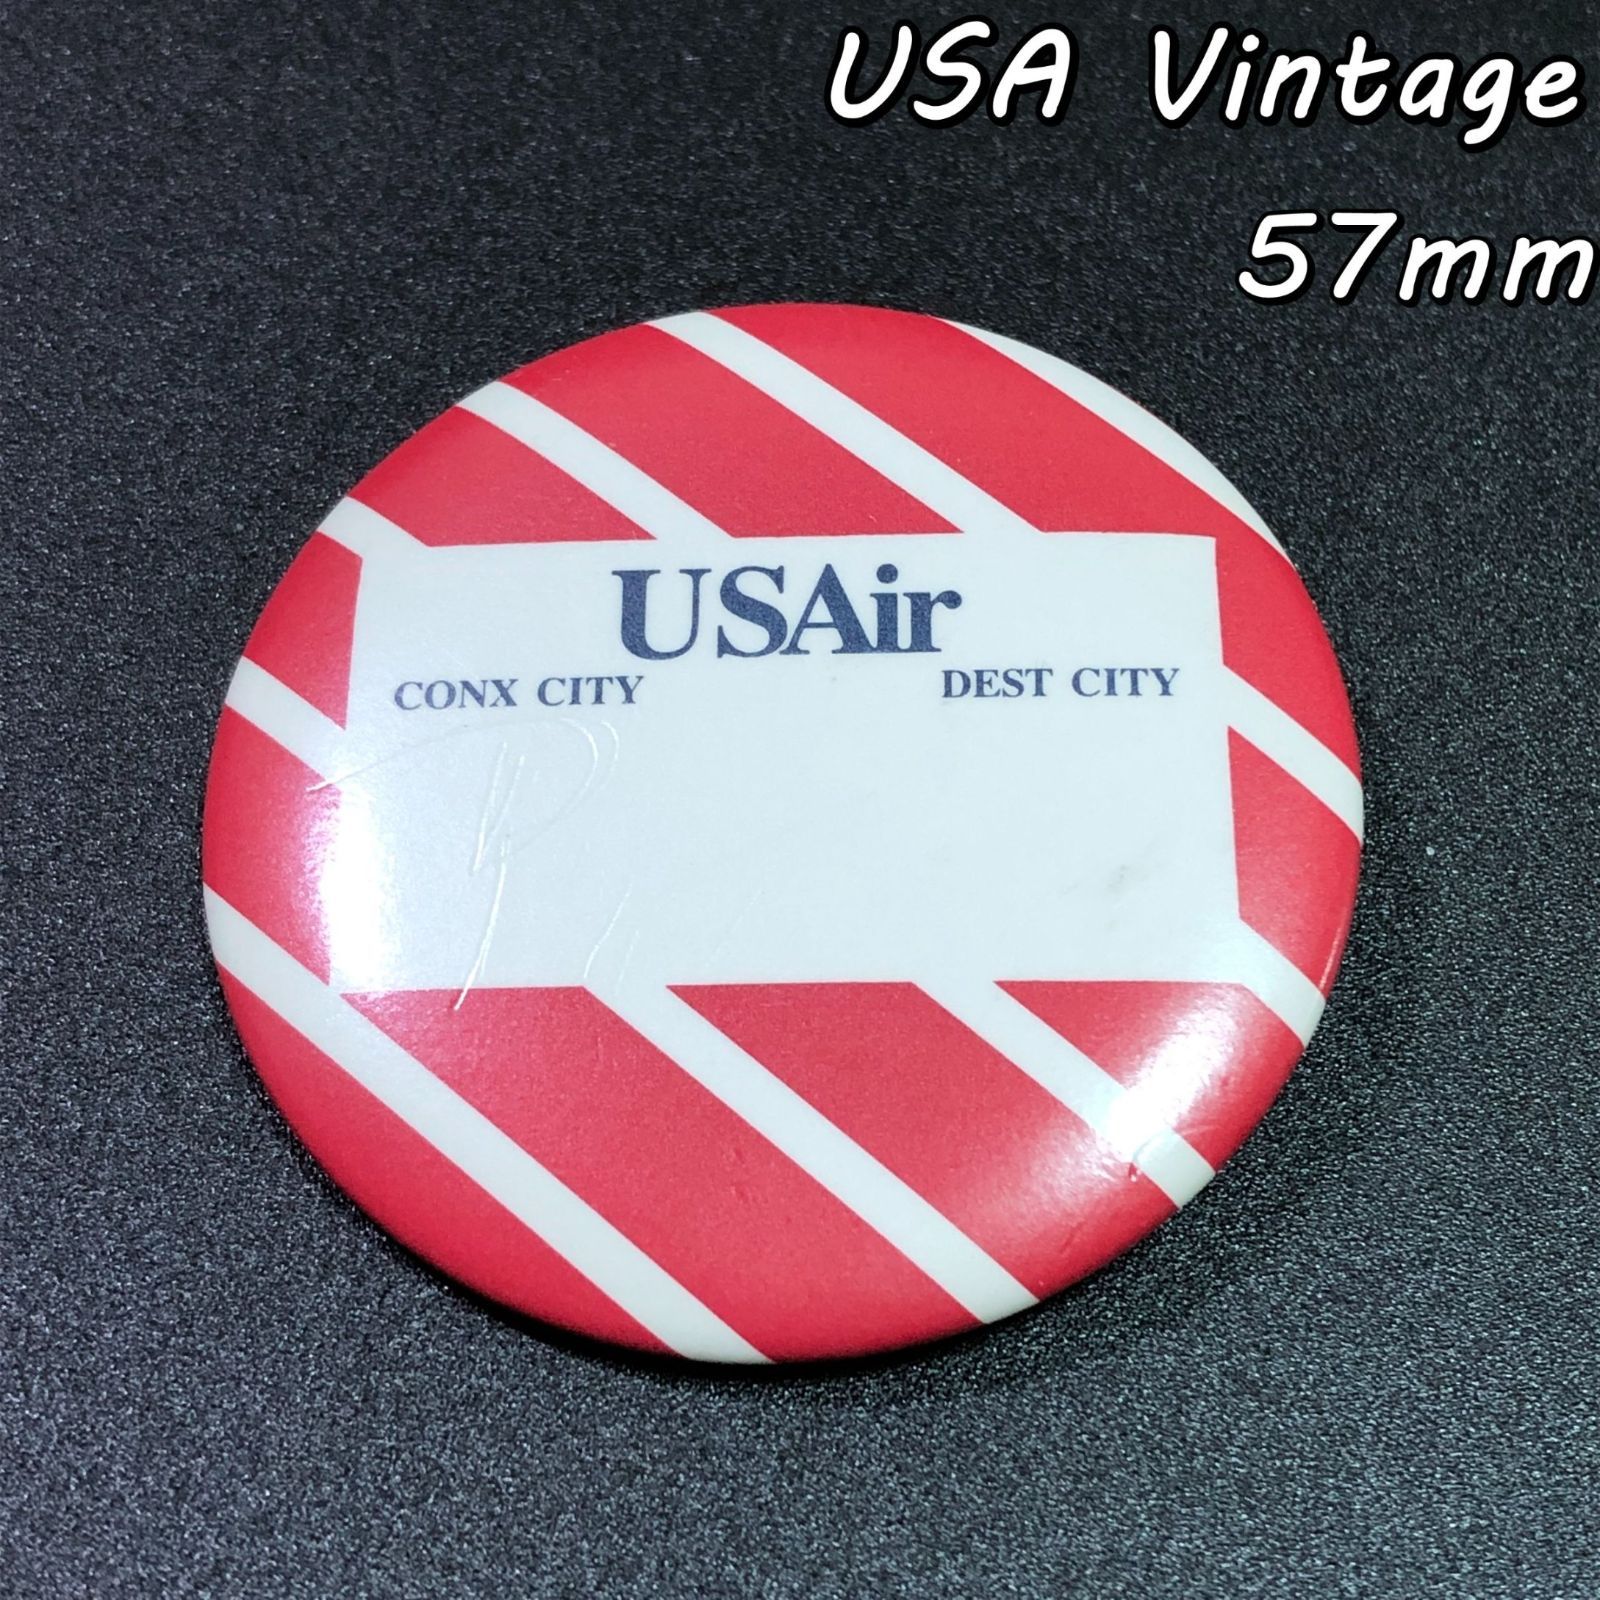 USA Vintage
57mm
USAir
CONX CITY DEST CITY